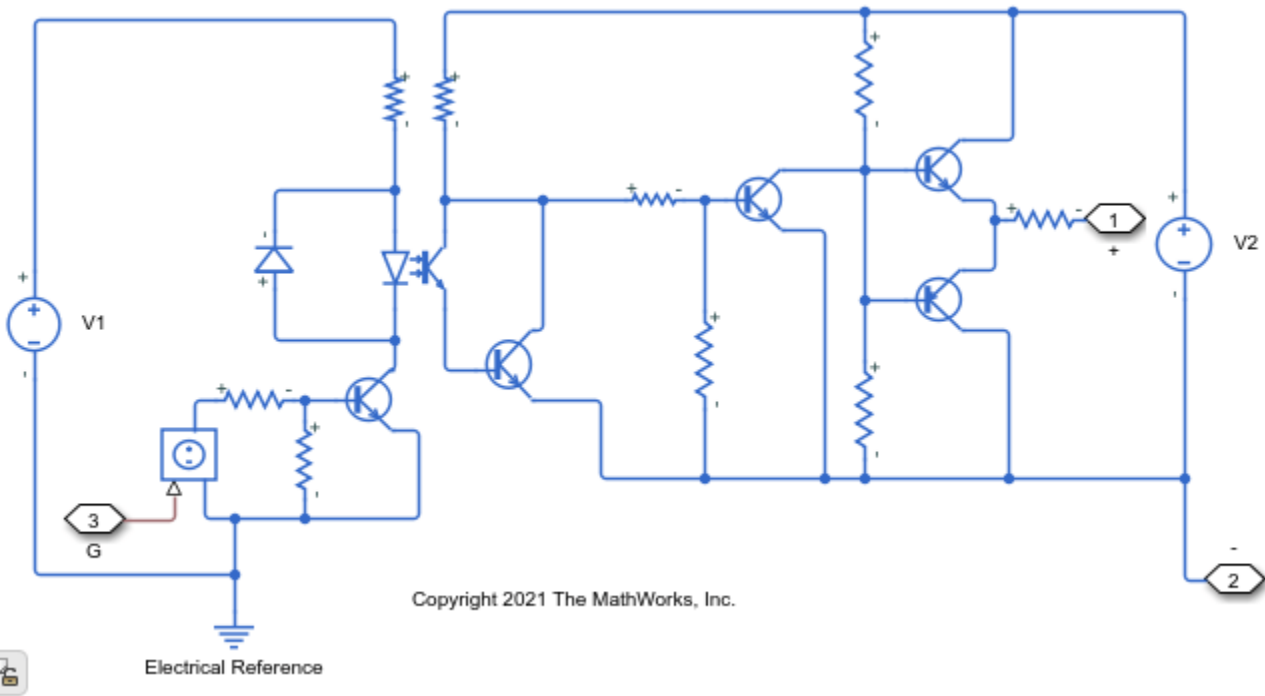 V1
V2
1
+
3
G
-
2
Copyright 2021 The MathWorks, Inc.
Electrical Reference